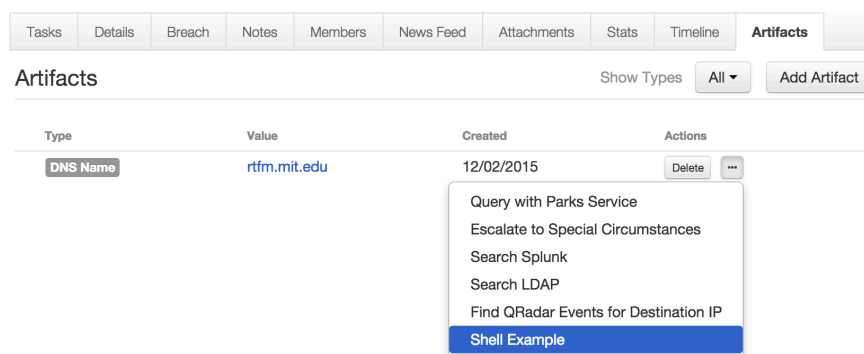 Tasks Details Breach Notes Members News Feed Attachments Stats Timeline Artifacts
Artifacts Show Types All Add Artifact
Type Value Created Actions
DNS Name rtfm.mit.edu 12/02/2015 Delete ...
Query with Parks Service
Escalate to Special Circumstances
Search Splunk
Search LDAP
Find QRadar Events for Destination IP
Shell Example